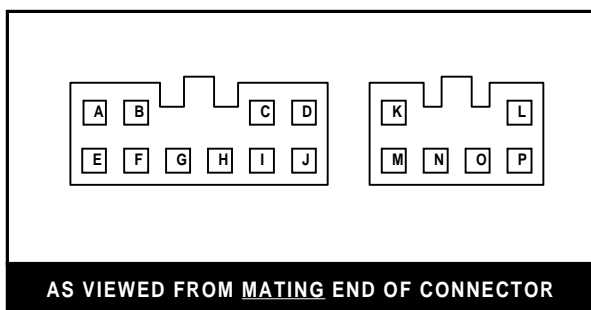 A B C D K L
E F G H I J M N O P
AS VIEWED FROM MATING END OF CONNECTOR